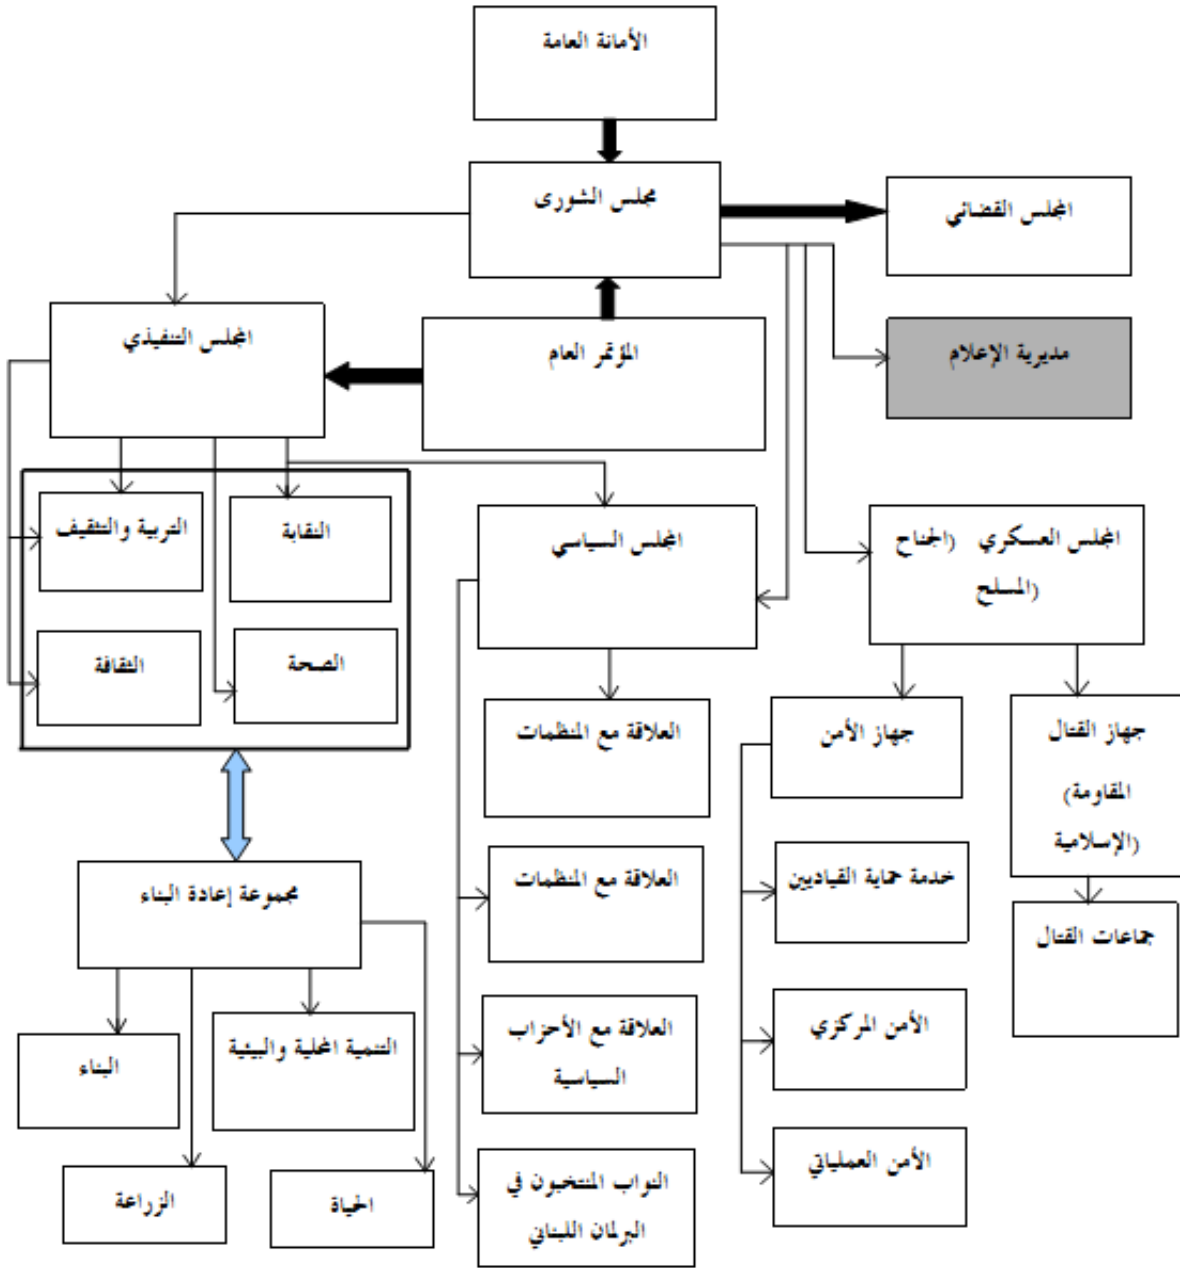 الأمانة العامة
مجلس الشورى
المجلس القضائي
المجلس التنفيذي
المؤتمر العام
مديرية الإعلام
التربية والتثقيف
النقابة
المجلس السياسي
المجلس العسكري (الجناح
المسلح)
الثقافة
الصحة
العلاقة مع المنظمات
جهاز الأمن
جهاز القتال
(المقاومة
الإسلامية)
مجموعة إعادة البناء
العلاقة مع المنظمات
خدمة حماية القياديين
جماعات القتال
البناء
التنمية المحلية والبيئية
العلاقة مع الأحزاب
السياسية
الأمن المركزي
الزراعة
الحياة
النواب المنتخبون في
البرلمان اللبناني
الأمن العملياتي